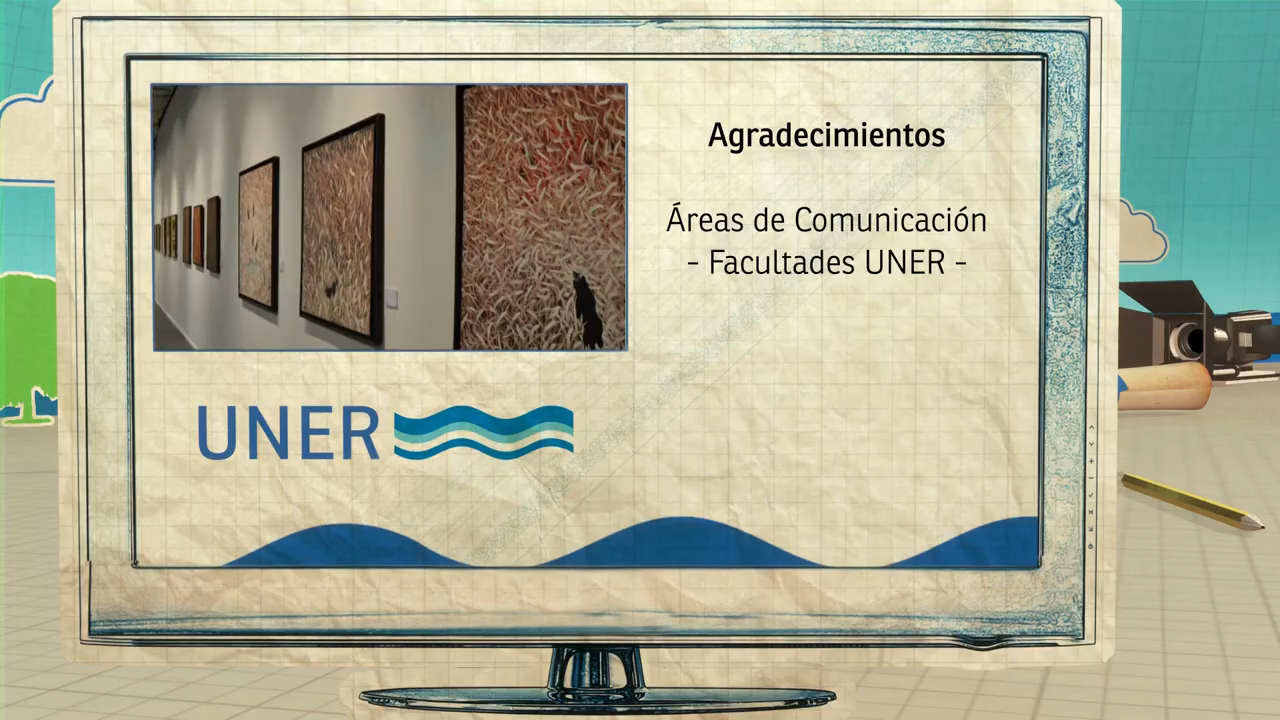 Agradecimientos
Áreas de Comunicación
- Facultades UNER -
UNER